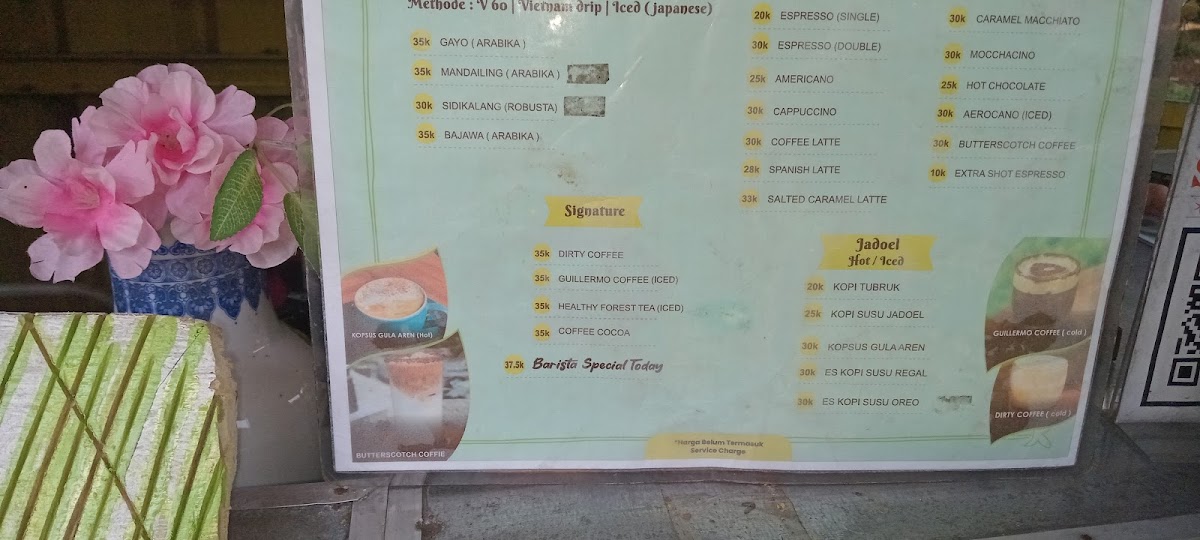 Methode : V 60 | Vietnam drip | Iced ( japanese)
35k GAYO ( ARABIKA )
35k MANDAILING ( ARABIKA )
30k SIDIKALANG (ROBUSTA)
35k BAJAWA ( ARABIKA )
20k ESPRESSO (SINGLE)
30k ESPRESSO (DOUBLE)
25k AMERICANO
30k CAPPUCCINO
30k COFFEE LATTE
28k SPANISH LATTE
33k SALTED CARAMEL LATTE
30k CARAMEL MACCHIATO
30k MOCCHACINO
25k HOT CHOCOLATE
30k AEROCANO (ICED)
30k BUTTERSCOTCH COFFEE
10k EXTRA SHOT ESPRESSO
Signature
35k DIRTY COFFEE
35k GUILLERMO COFFEE (ICED)
35k HEALTHY FOREST TEA (ICED)
35k COFFEE COCOA
37.5k Barista Special Today
Jadoel
Hot / Iced
20k KOPI TUBRUK
25k KOPI SUSU JADOEL
30k KOPSUS GULA AREN
30k ES KOPI SUSU REGAL
30k ES KOPI SUSU OREO
KOPSUS GULA AREN (Hot)
BUTTERSCOTCH COFFIE
GUILLERMO COFFEE ( cold )
DIRTY COFFEE ( cold )
*Harga Belum Termasuk
Service Charge